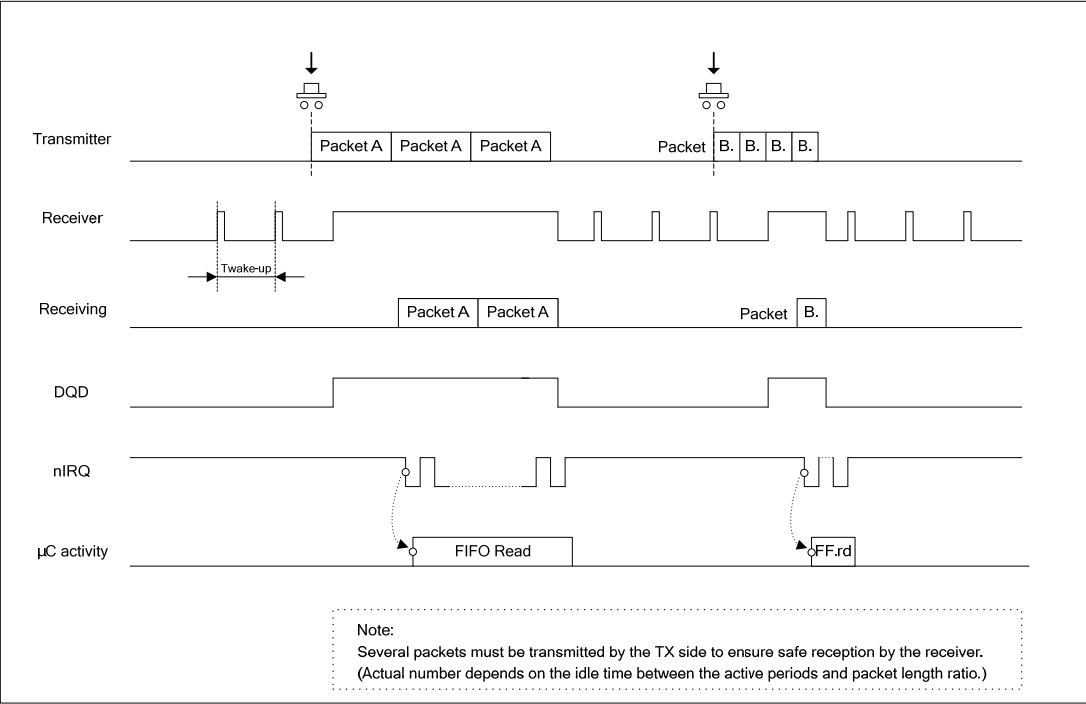 Transmitter
Packet A Packet A Packet A Packet B. B. B. B.
Receiver
Twake-up
Receiving
Packet A Packet A Packet B.
DQD
nIRQ
µC activity
FIFO Read FF.rd
Note:
Several packets must be transmitted by the TX side to ensure safe reception by the receiver.
(Actual number depends on the idle time between the active periods and packet length ratio.)